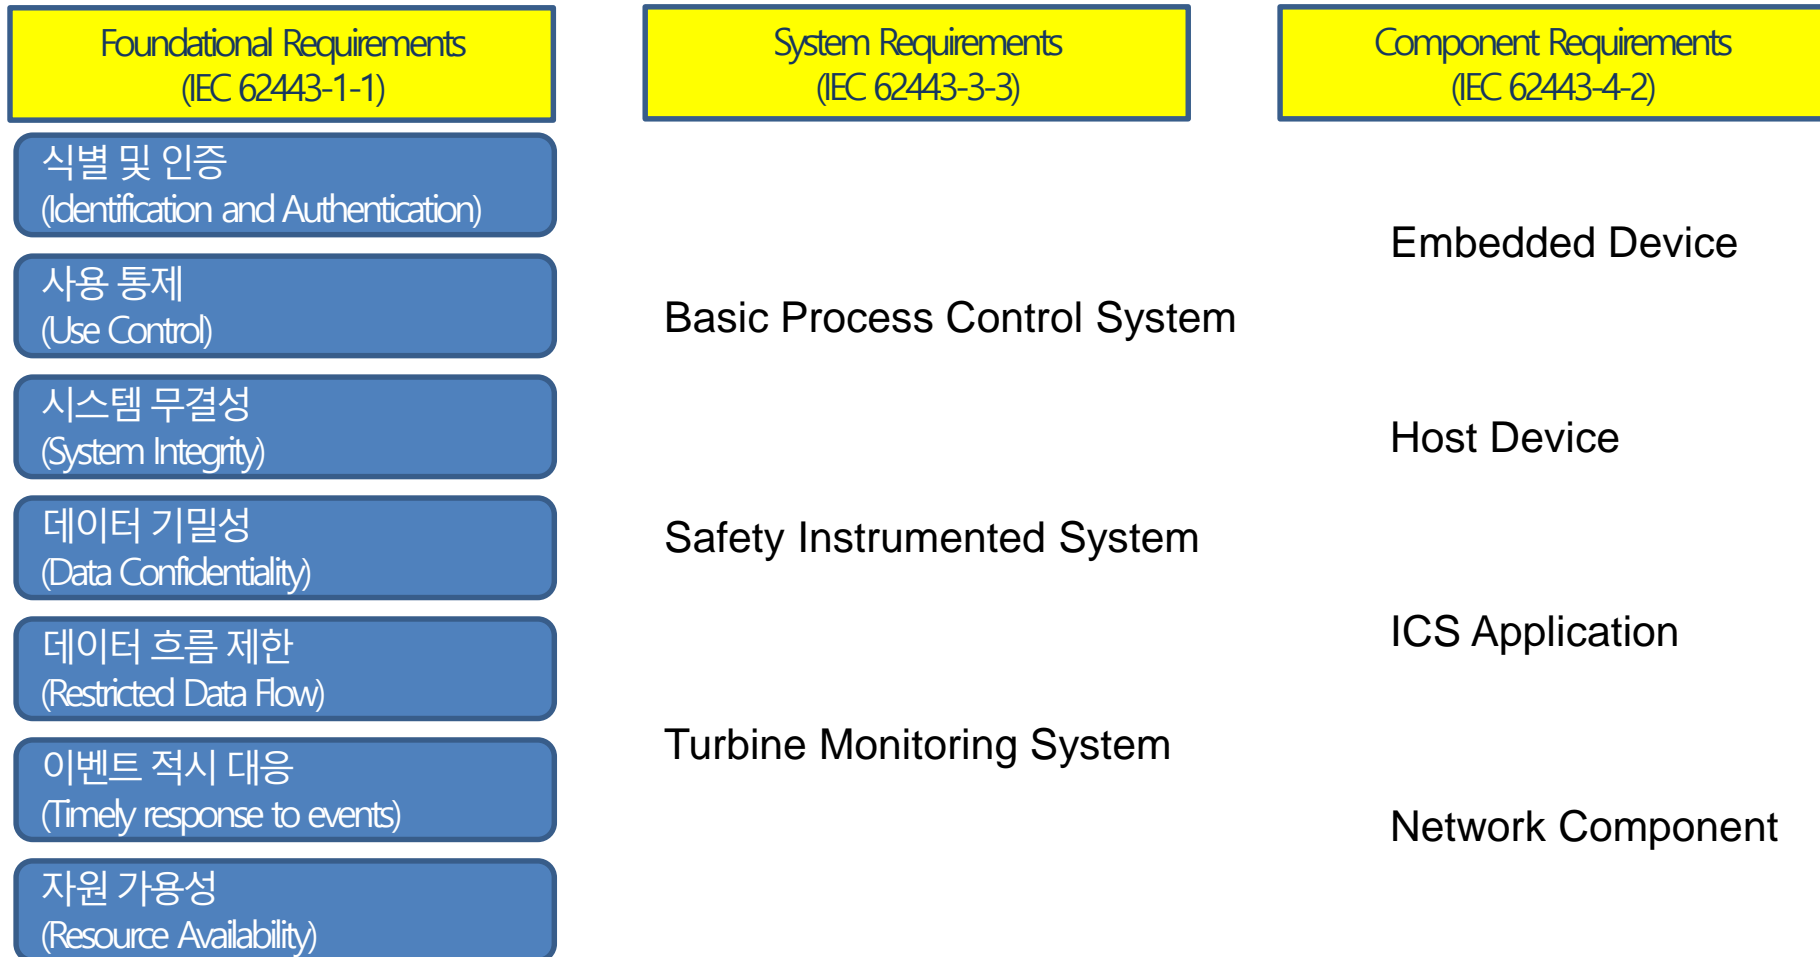 Foundational Requirements
(IEC 62443-1-1)
식별 및 인증
(Identification and Authentication)
사용 통제
(Use Control)
시스템 무결성
(System Integrity)
데이터 기밀성
(Data Confidentiality)
데이터 흐름 제한
(Restricted Data Flow)
이벤트 적시 대응
(Timely response to events)
자원 가용성
(Resource Availability)
System Requirements
(IEC 62443-3-3)
Basic Process Control System
Safety Instrumented System
Turbine Monitoring System
Component Requirements
(IEC 62443-4-2)
Embedded Device
Host Device
ICS Application
Network Component